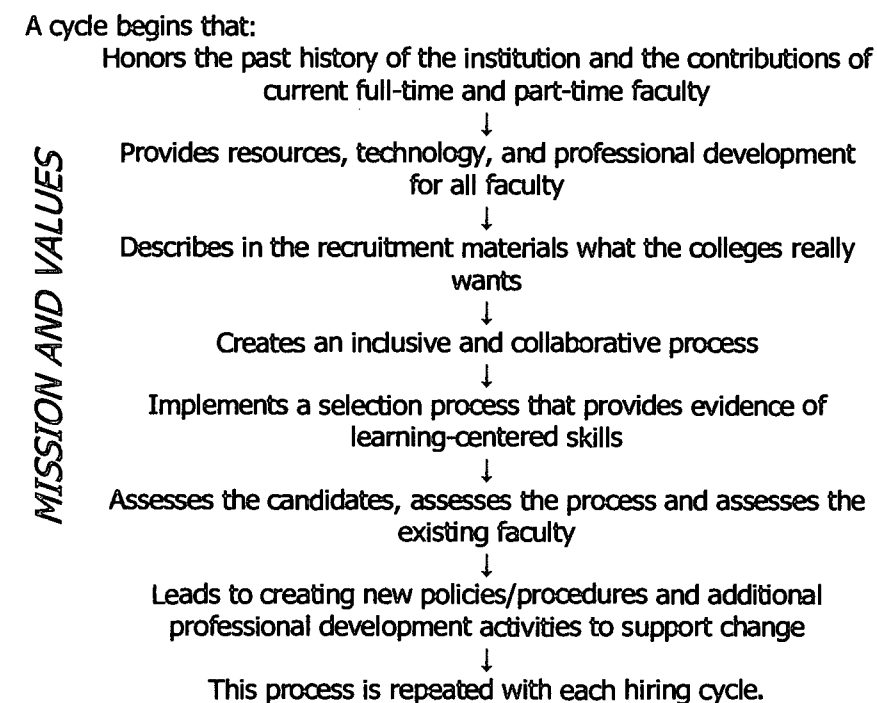 A cycle begins that:
Honors the past history of the institution and the contributions of
current full-time and part-time faculty
↓
Provides resources, technology, and professional development
for all faculty
↓
Describes in the recruitment materials what the colleges really
wants
↓
Creates an inclusive and collaborative process
↓
Implements a selection process that provides evidence of
learning-centered skills
↓
Assesses the candidates, assesses the process and assesses the
existing faculty
↓
Leads to creating new policies/procedures and additional
professional development activities to support change
↓
This process is repeated with each hiring cycle.
MISSION AND VALUES